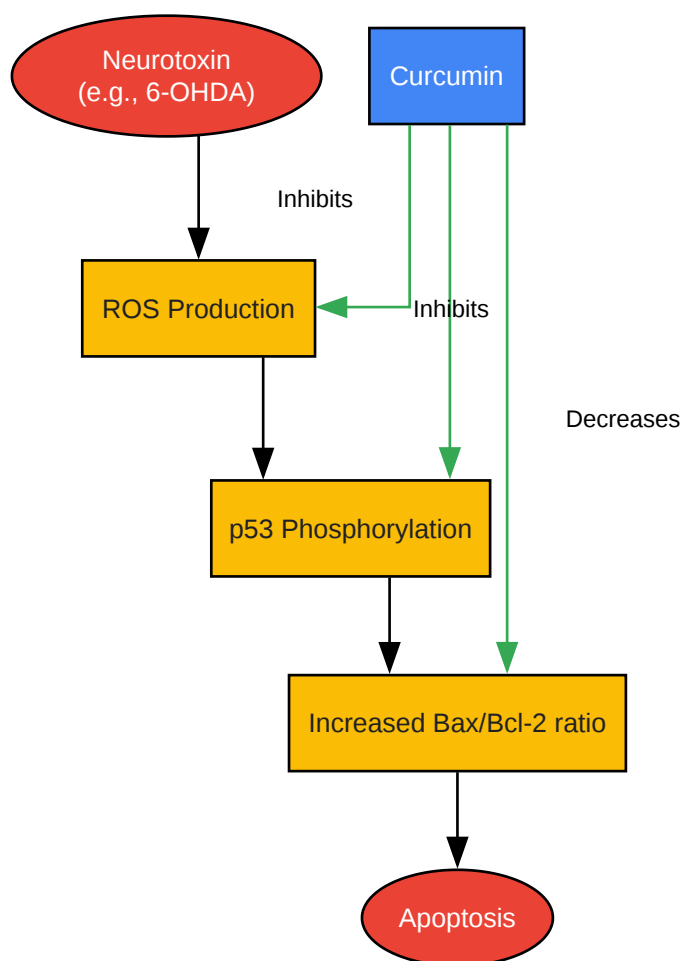 Neurotoxin
(e.g., 6-OHDA)
Curcumin
Inhibits
ROS Production
Inhibits
Decreases
p53 Phosphorylation
Increased Bax/Bcl-2 ratio
Apoptosis